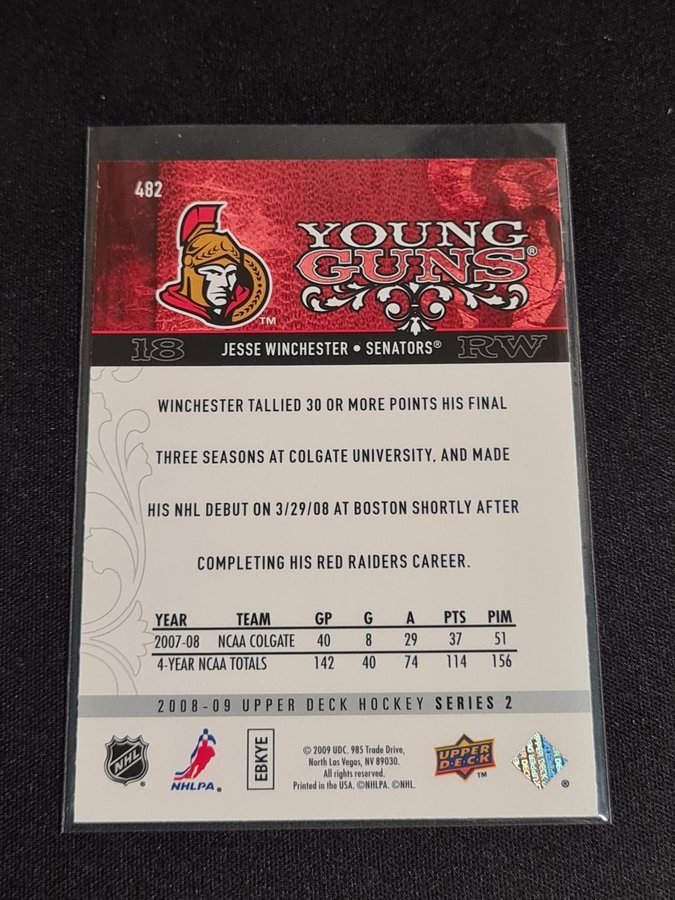 482
YOUNG
GUNS®
TM
18 JESSE WINCHESTER • SENATORS® RW
WINCHESTER TALLIED 30 OR MORE POINTS HIS FINAL
THREE SEASONS AT COLGATE UNIVERSITY, AND MADE
HIS NHL DEBUT ON 3/29/08 AT BOSTON SHORTLY AFTER
COMPLETING HIS RED RAIDERS CAREER.
YEAR TEAM GP G A PTS PIM
2007-08 NCAA COLGATE 40 8 29 37 51
4-YEAR NCAA TOTALS 142 40 74 114 156
2008-09 UPPER DECK HOCKEY SERIES 2
NHL
NHLPA.
EBKYE
© 2009 UDC. 985 Trade Drive,
North Las Vegas, NV 89030.
All rights reserved.
Printed in the USA. ©NHLPA. ©NHL.
UPPER
DECK
TM
®